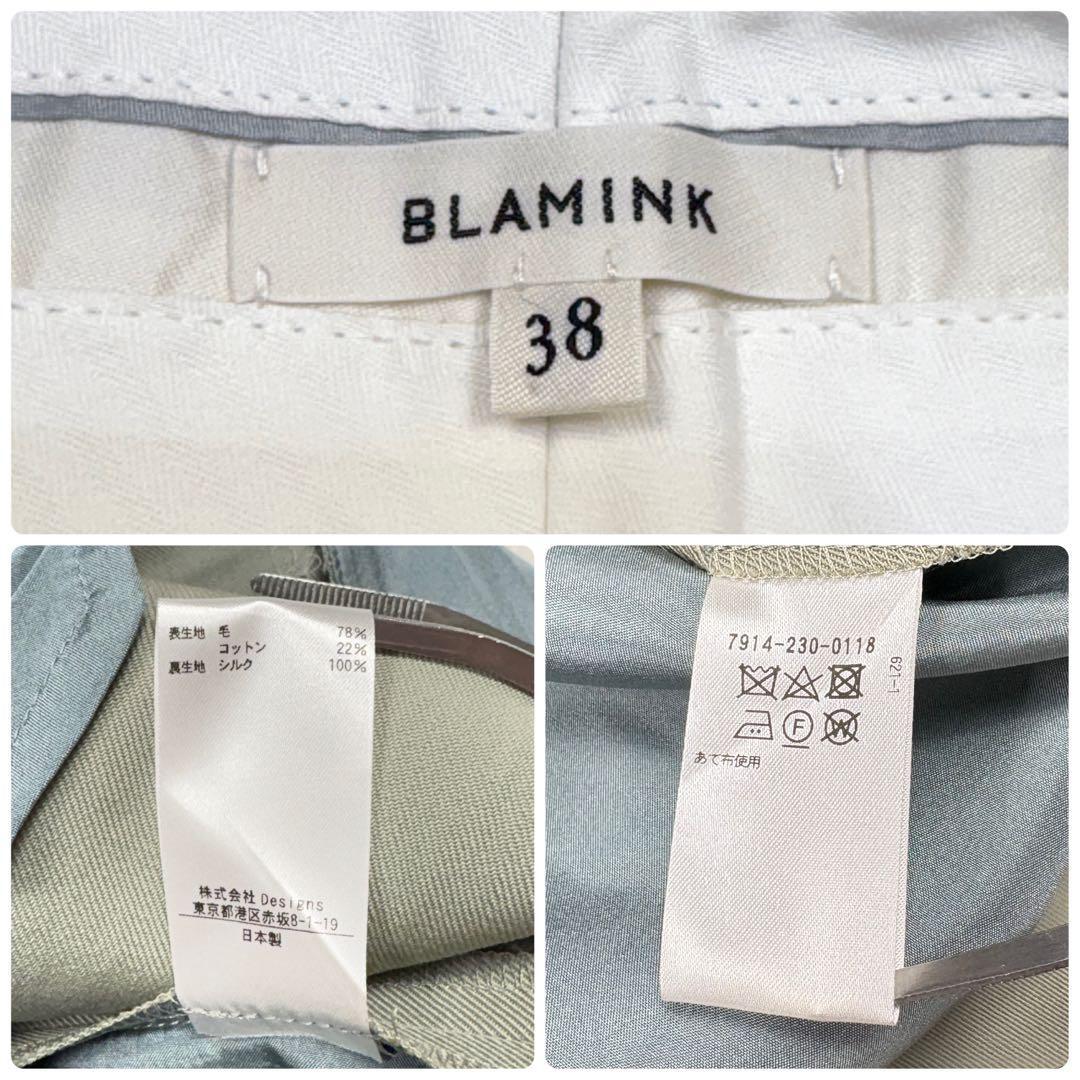 BLAMINK
38
表生地 毛 78%
コットン 22%
裏生地 シルク 100%
株式会社 Designs
東京都港区赤坂8-1-19
日本製
7914-230-0118
621-1
F W
あて布使用